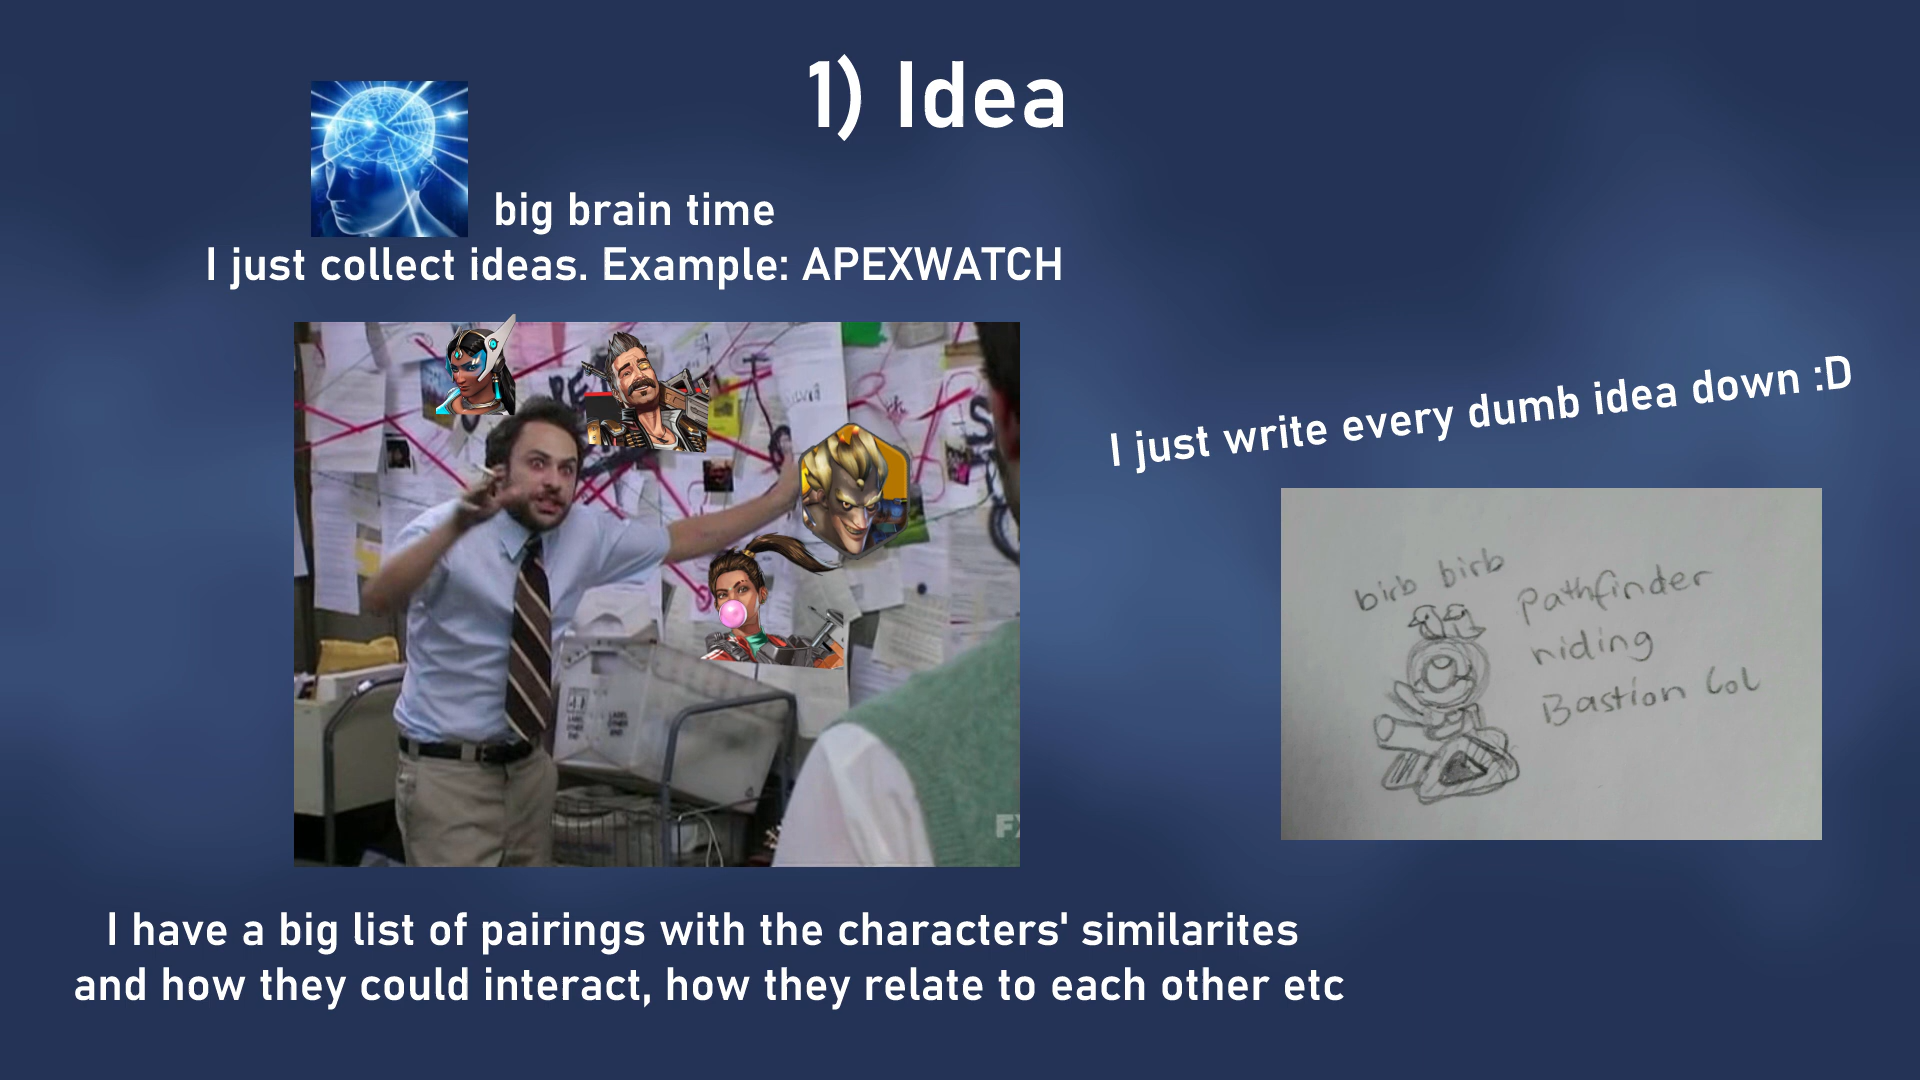 1) Idea
big brain time
I just collect ideas. Example: APEXWATCH
I just write every dumb idea down :D
birb birb
Pathfinder
riding
Bastion lol
FX
I have a big list of pairings with the characters' similarites
and how they could interact, how they relate to each other etc